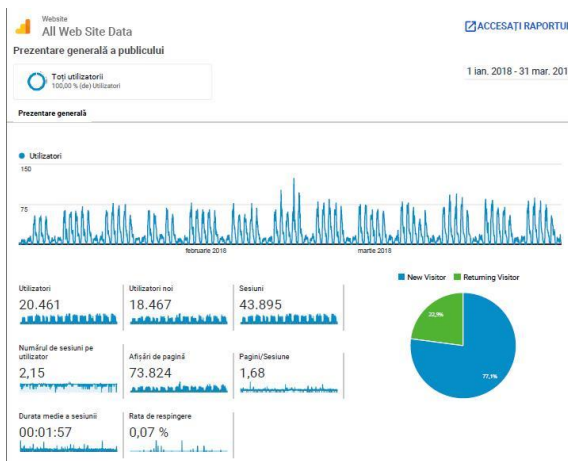 Website
All Web Site Data
ACCESAȚI RAPORTUL
Prezentare generală a publicului
Toți utilizatorii
100,00 % (de) Utilizatori
1 ian. 2018 - 31 mar. 201
Prezentare generală
Utilizatori
150
75
februarie 2018
martie 2018
New Visitor
Returning Visitor
Utilizatori
20.461
Utilizatori noi
18.467
Sesiuni
43.895
22,9%
77,1%
Numărul de sesiuni pe
utilizator
2,15
Afișări de pagină
73.824
Pagini/Sesiune
1,68
Durata medie a sesiunii
00:01:57
Rata de respingere
0,07 %